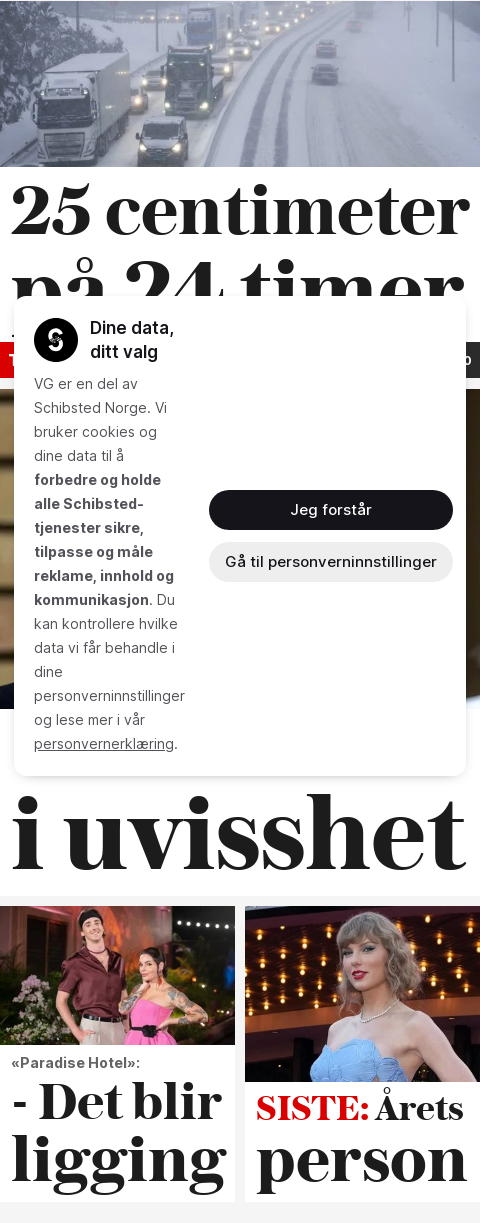 25 centimeter
på 24 timer
Dine data,
ditt valg
VG er en del av
Schibsted Norge. Vi
bruker cookies og
dine data til å
forbedre og holde
alle Schibsted-
tjenester sikre,
tilpasse og måle
reklame, innhold og
kommunikasjon. Du
kan kontrollere hvilke
data vi får behandle i
dine
personverninnstillinger
og lese mer i vår
personvernerklæring.
Jeg forstår
Gå til personverninnstillinger
i uvisshet
«Paradise Hotel»:
- Det blir
ligging
SISTE: Årets
person